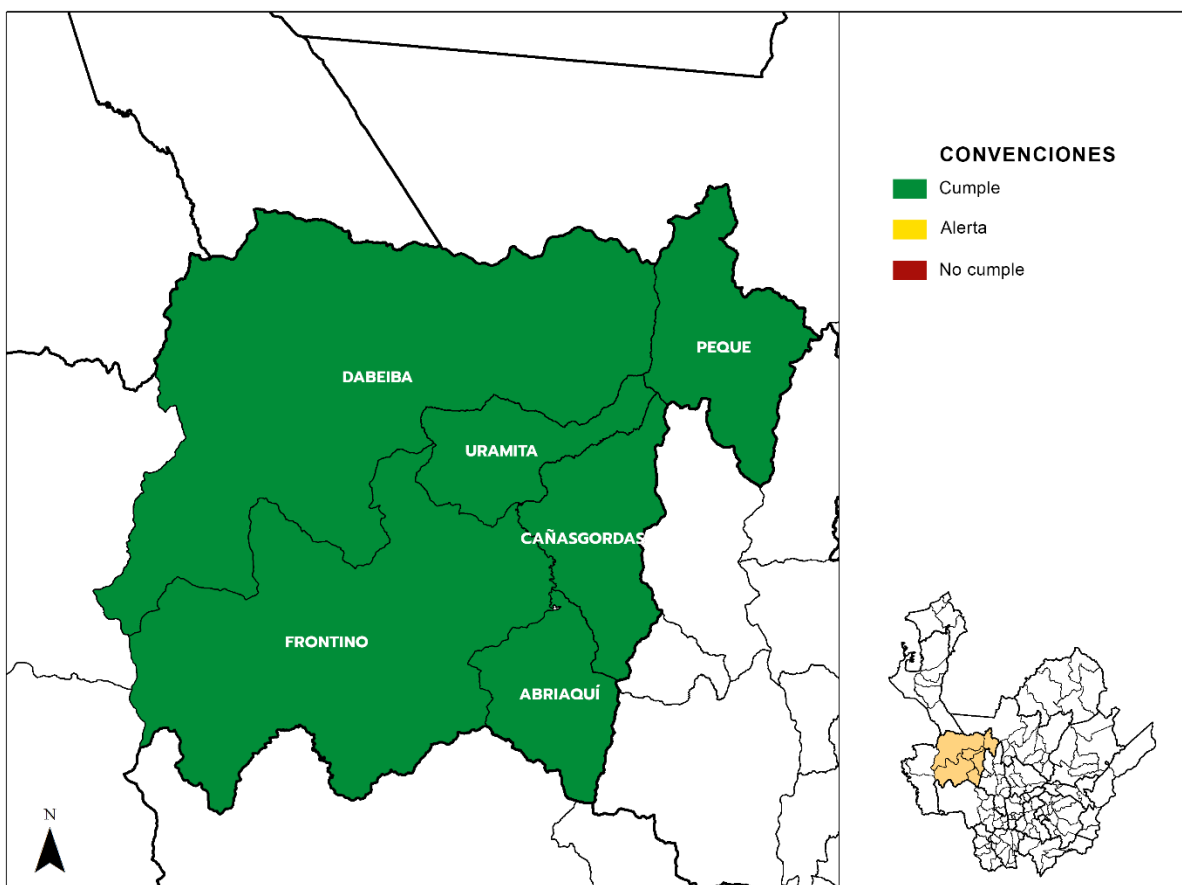 CONVENCIONES
Cumple
Alerta
No cumple
PEQUE
DABEIBA
URAMITA
CAÑASGORDAS
FRONTINO
ABRIAQUÍ
N